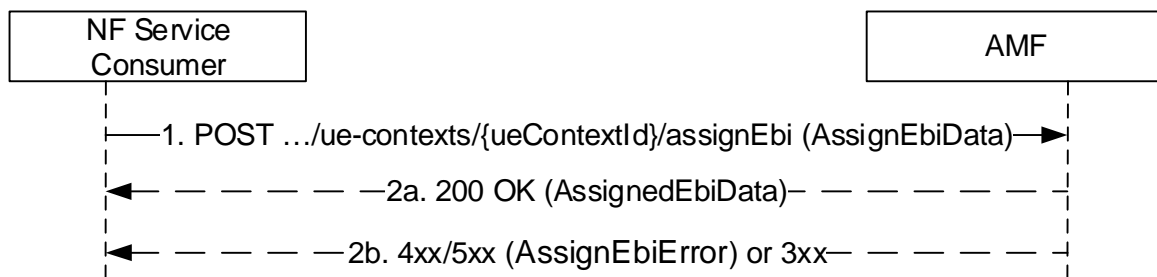 NF Service
Consumer
AMF
1. POST …/ue-contexts/{ueContextId}/assignEbi (AssignEbiData)
2a. 200 OK (AssignedEbiData)
2b. 4xx/5xx (AssignEbiError) or 3xx